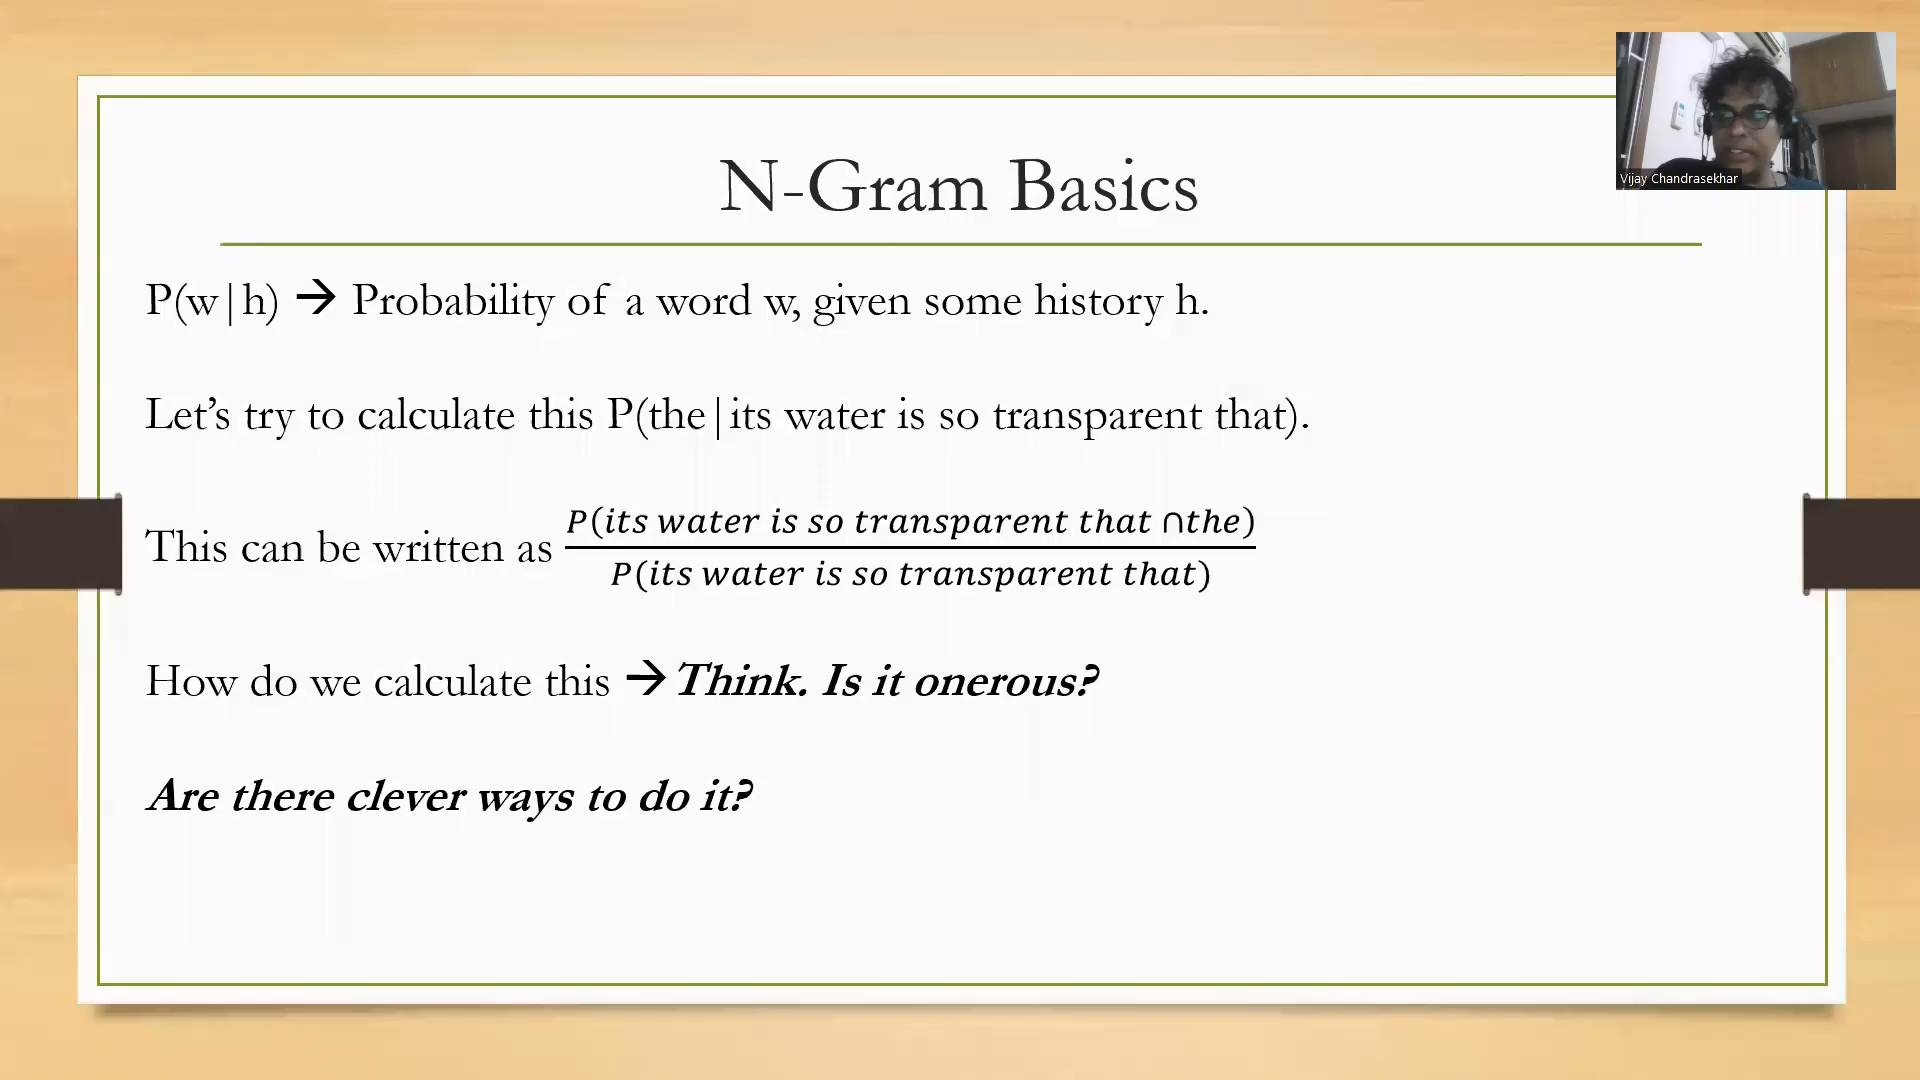 N-Gram Basics
Vijay Chandrasekhar
P(w|h) → Probability of a word w, given some history h.
Let’s try to calculate this P(the|its water is so transparent that).
This can be written as P(its water is so transparent that ∩the)
P(its water is so transparent that)
How do we calculate this → Think. Is it onerous?
Are there clever ways to do it?